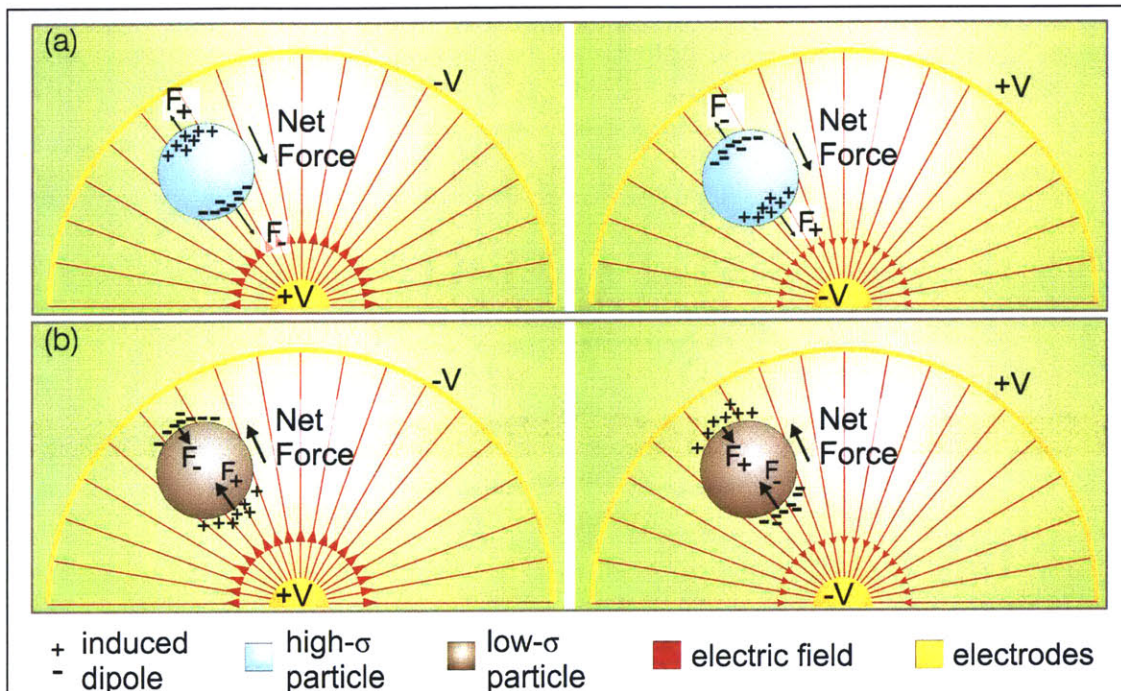 (a)
-V
F+
Net
Force
F-
+V
+V
F-
Net
Force
F+
-V
(b)
-V
Net
Force
F-
F+
+V
+V
Net
Force
F+
F-
-V
+ induced
- dipole
high-σ
particle
low-σ
particle
electric field
electrodes